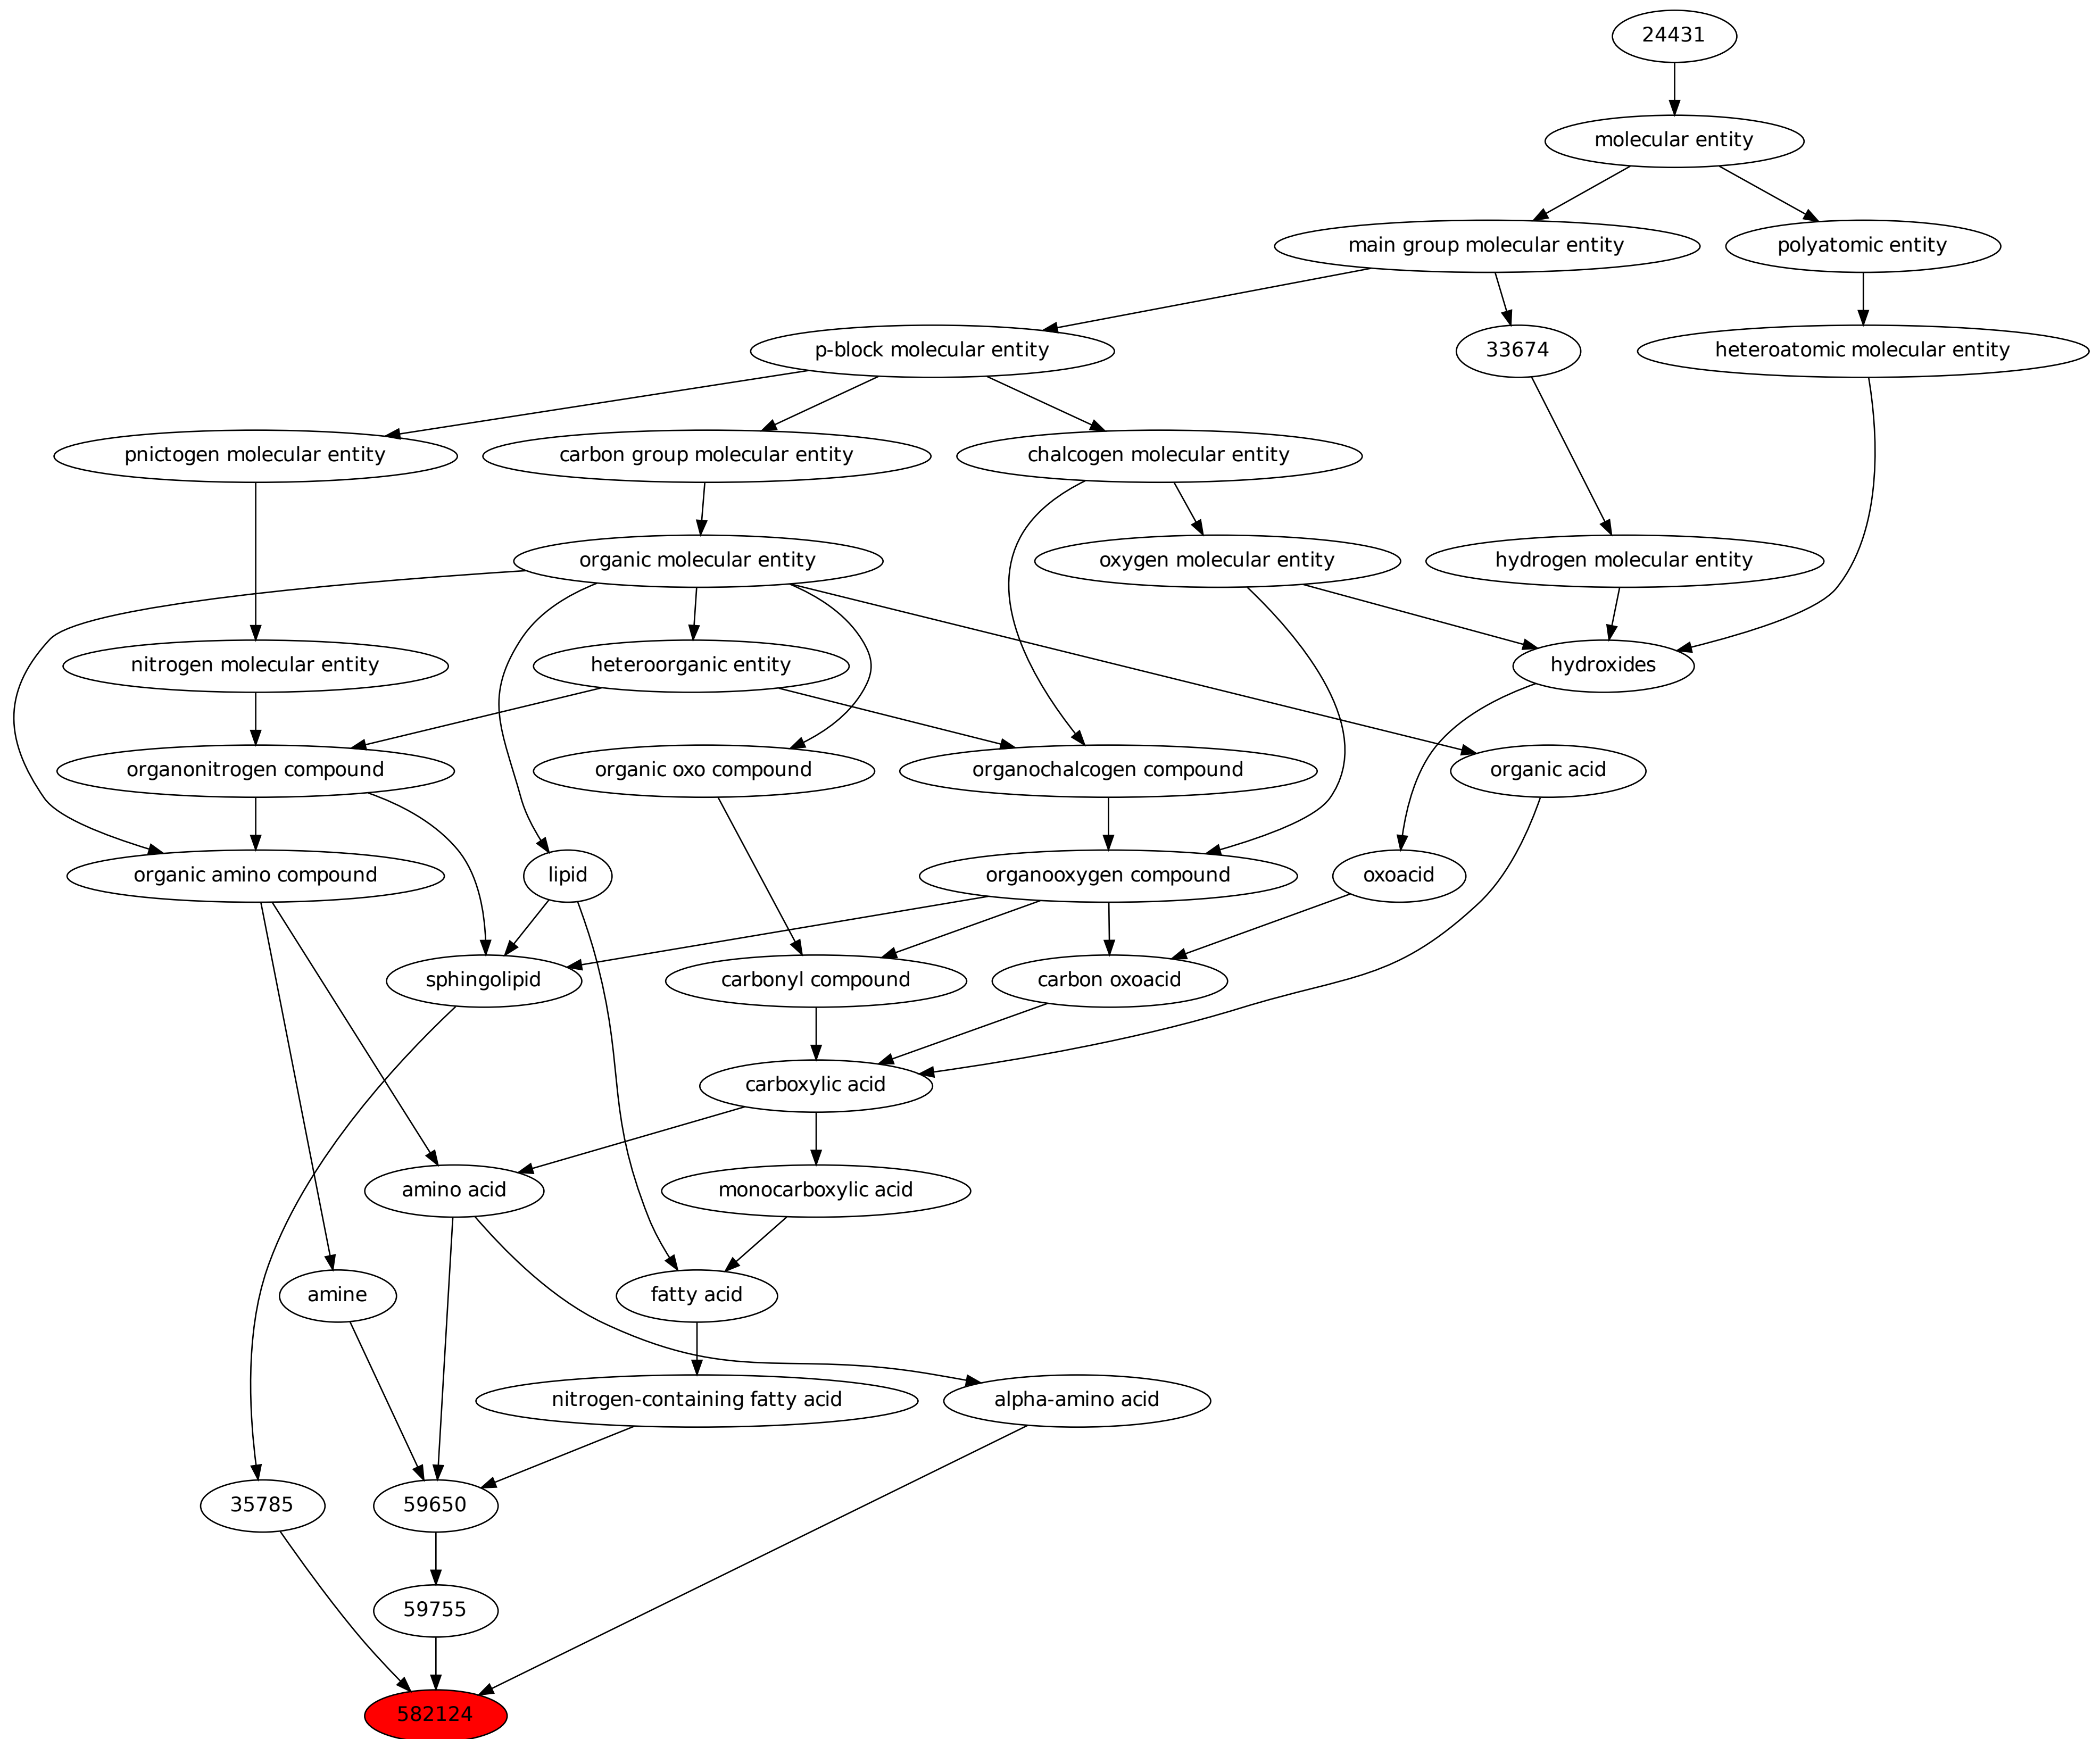 24431
molecular entity
main group molecular entity
polyatomic entity
p-block molecular entity
33674
heteroatomic molecular entity
pnictogen molecular entity
carbon group molecular entity
chalcogen molecular entity
organic molecular entity
oxygen molecular entity
hydrogen molecular entity
nitrogen molecular entity
heteroorganic entity
hydroxides
organonitrogen compound
organic oxo compound
organochalcogen compound
organic acid
organic amino compound
lipid
organooxygen compound
oxoacid
sphingolipid
carbonyl compound
carbon oxoacid
carboxylic acid
amino acid
monocarboxylic acid
amine
fatty acid
nitrogen-containing fatty acid
alpha-amino acid
35785
59650
59755
582124